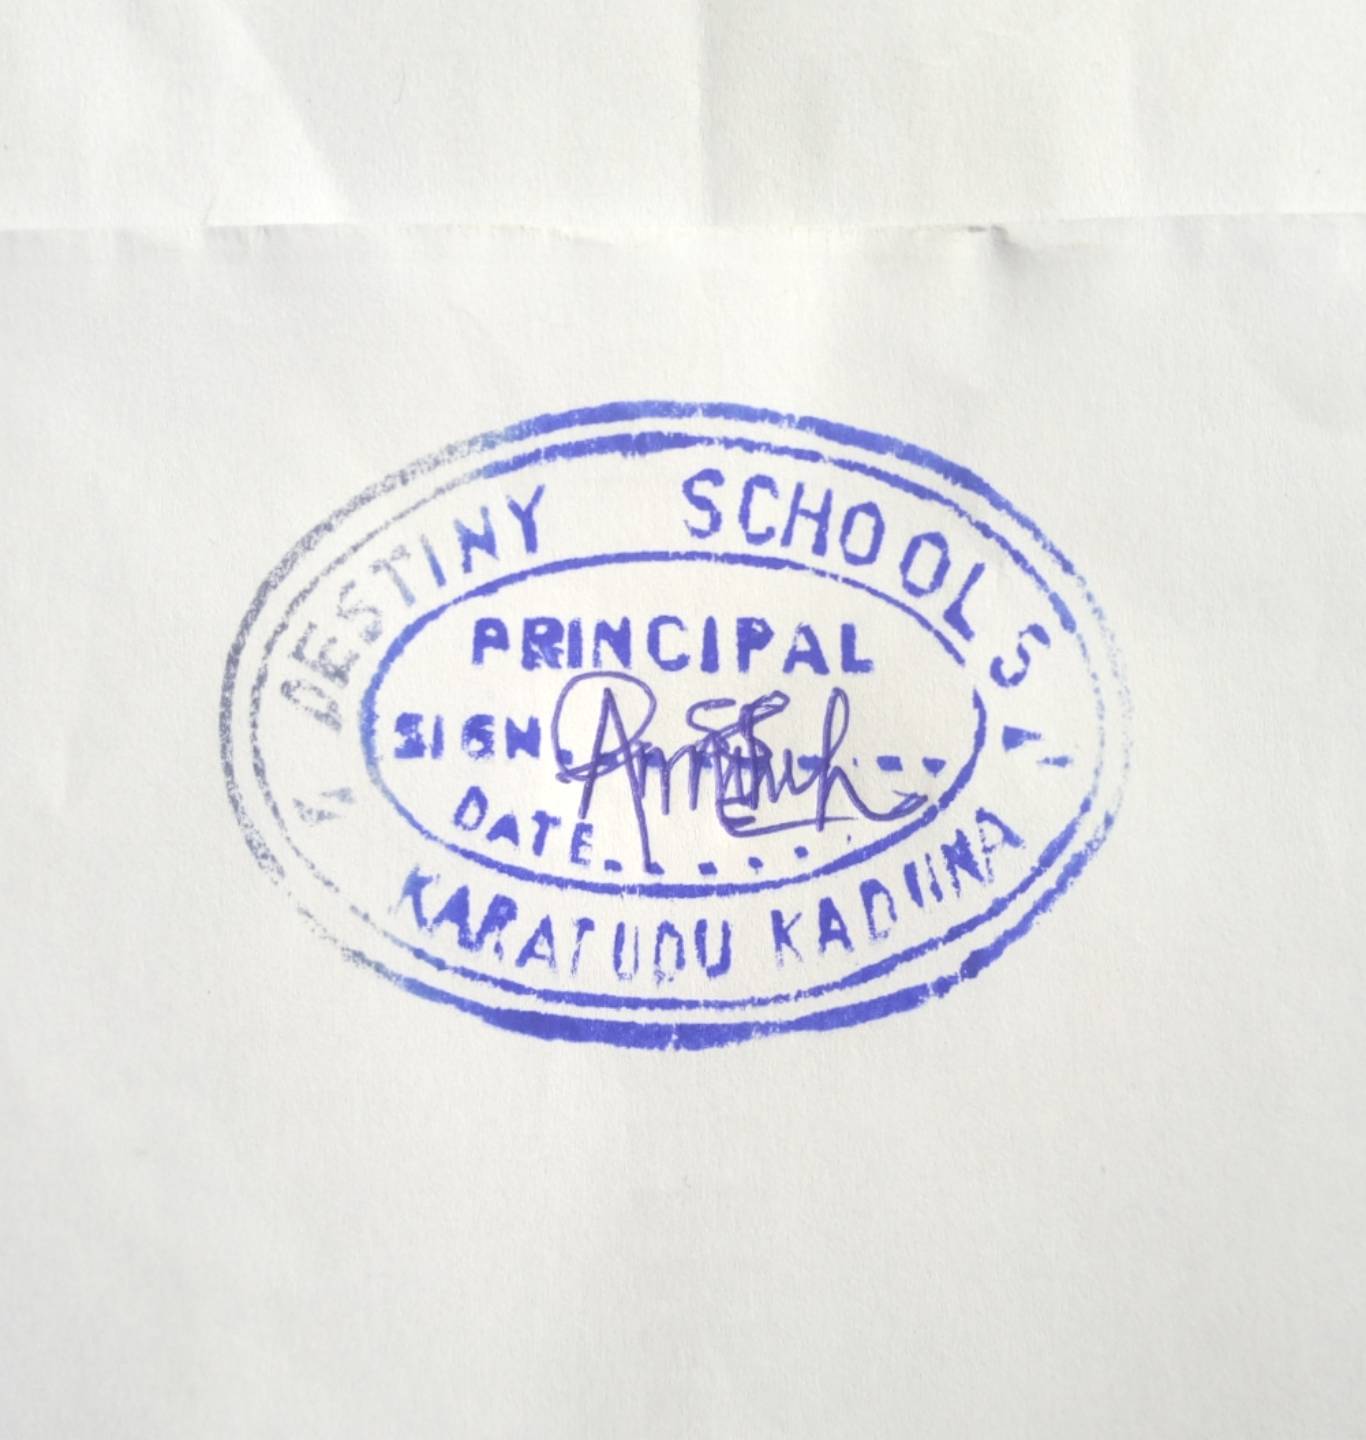 DESTINY SCHOOLS
PRINCIPAL
SIGN
DATE
KARATUDU KADUNA